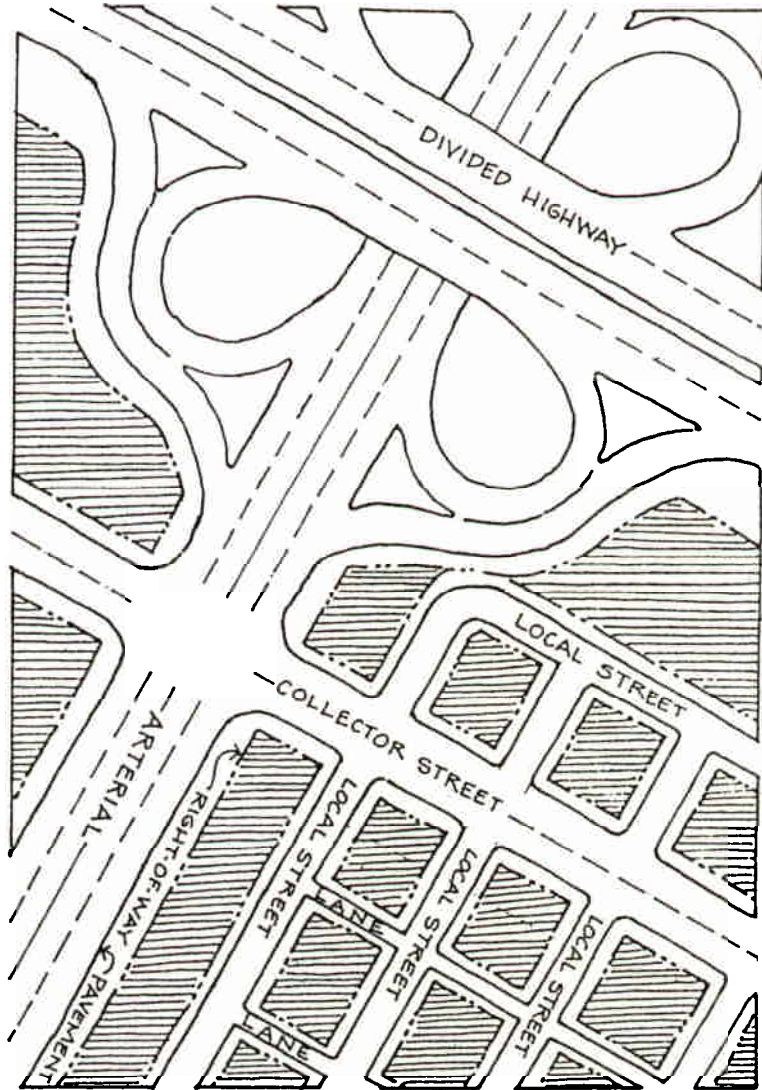 DIVIDED HIGHWAY
LOCAL STREET
COLLECTOR STREET
ARTERIAL
RIGHT-OF-WAY
PAVEMENT
LOCAL STREET
LANE
LOCAL STREET
LOCAL STREET
LANE